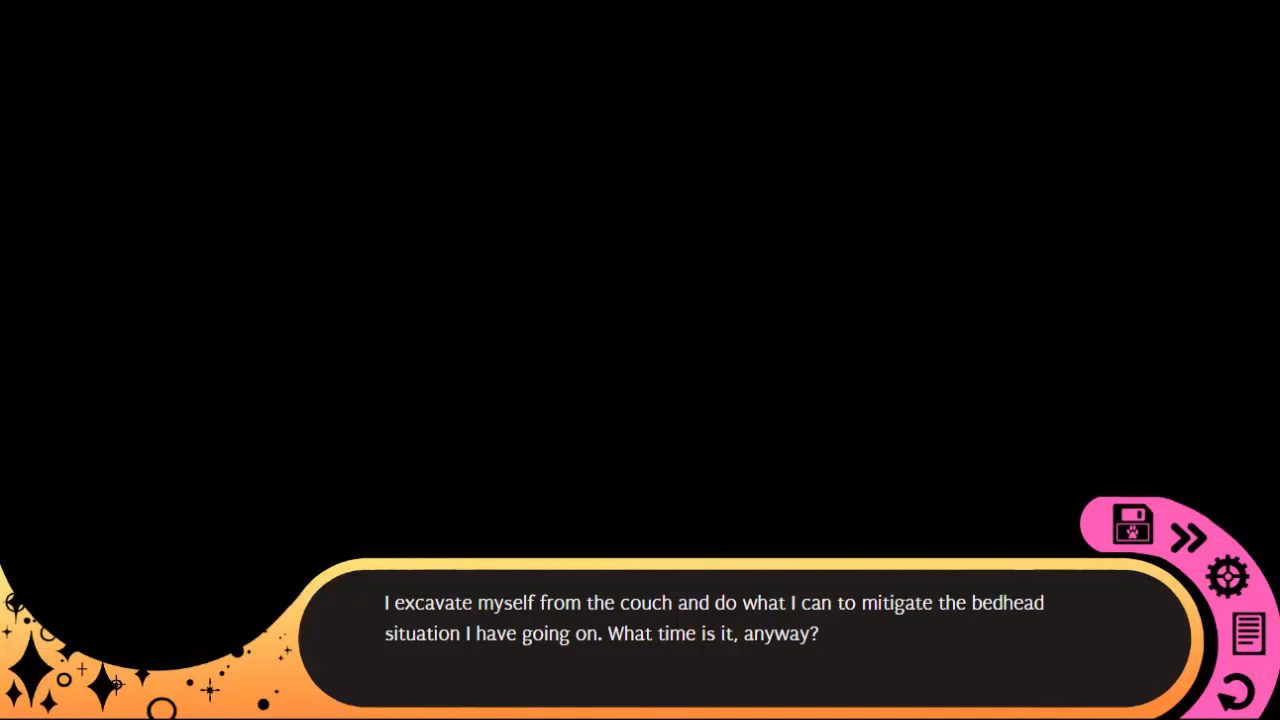 I excavate myself from the couch and do what I can to mitigate the bedhead
situation I have going on. What time is it, anyway?